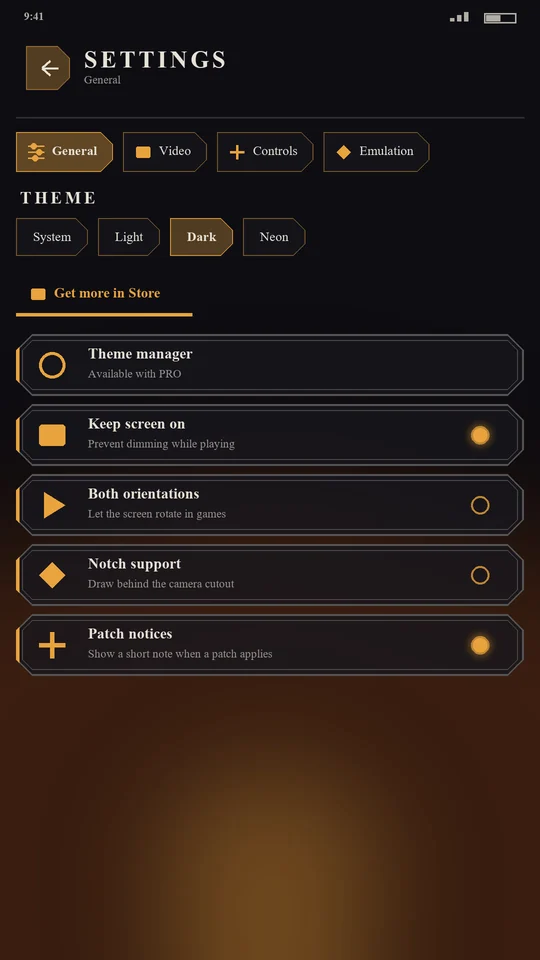 9:41
SETTINGS
General
General
Video
Controls
Emulation
THEME
System
Light
Dark
Neon
Get more in Store
Theme manager
Available with PRO
Keep screen on
Prevent dimming while playing
Both orientations
Let the screen rotate in games
Notch support
Draw behind the camera cutout
Patch notices
Show a short note when a patch applies